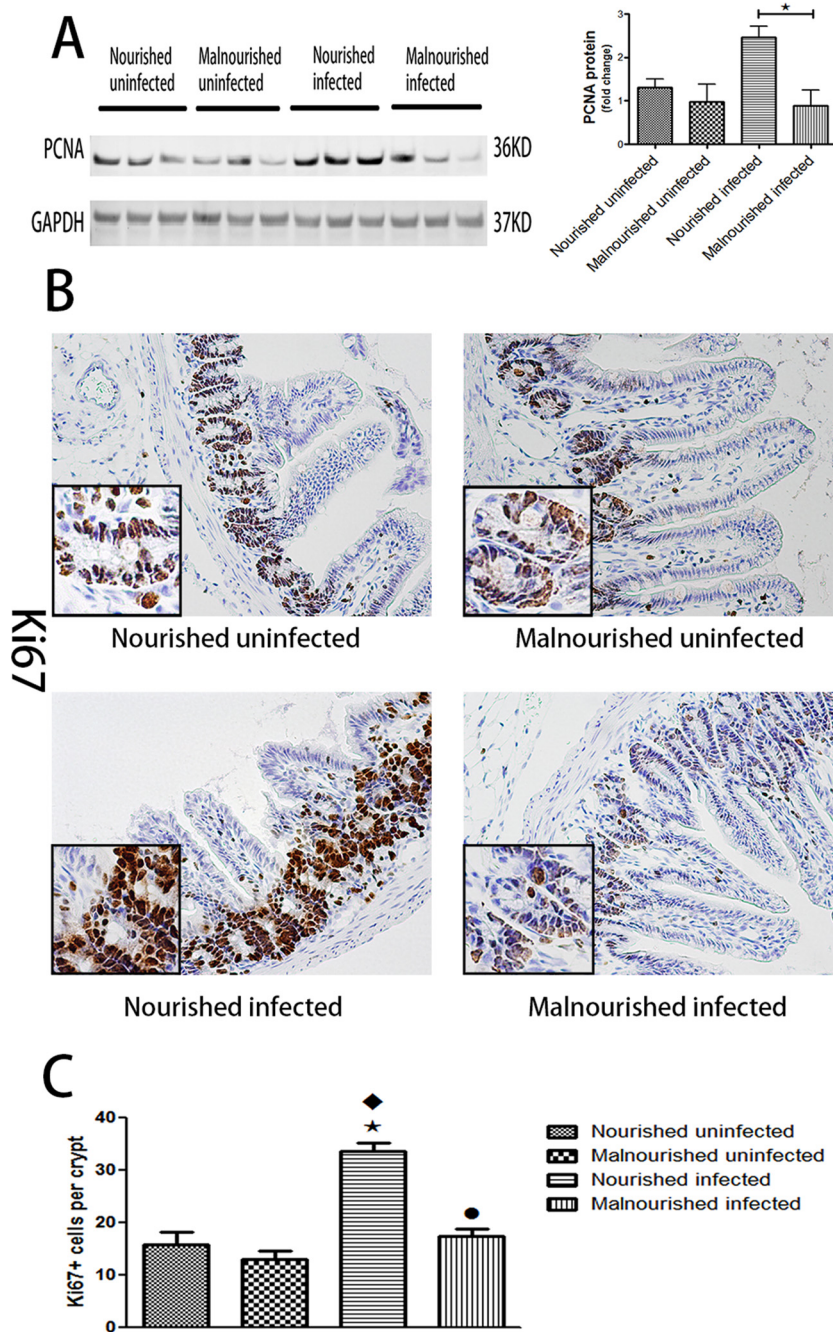 A
Nourished
uninfected
Malnourished
uninfected
Nourished
infected
Malnourished
infected
PCNA
36KD
GAPDH
37KD
PCNA protein
(fold change)
3
2
1
0
★
Nourished uninfected
Malnourished uninfected
Nourished infected
Malnourished infected
B
Ki67
Nourished uninfected
Malnourished uninfected
Nourished infected
Malnourished infected
C
Ki67+ cells per crypt
40
30
20
10
0
◆
★
●
Nourished uninfected
Malnourished uninfected
Nourished infected
Malnourished infected